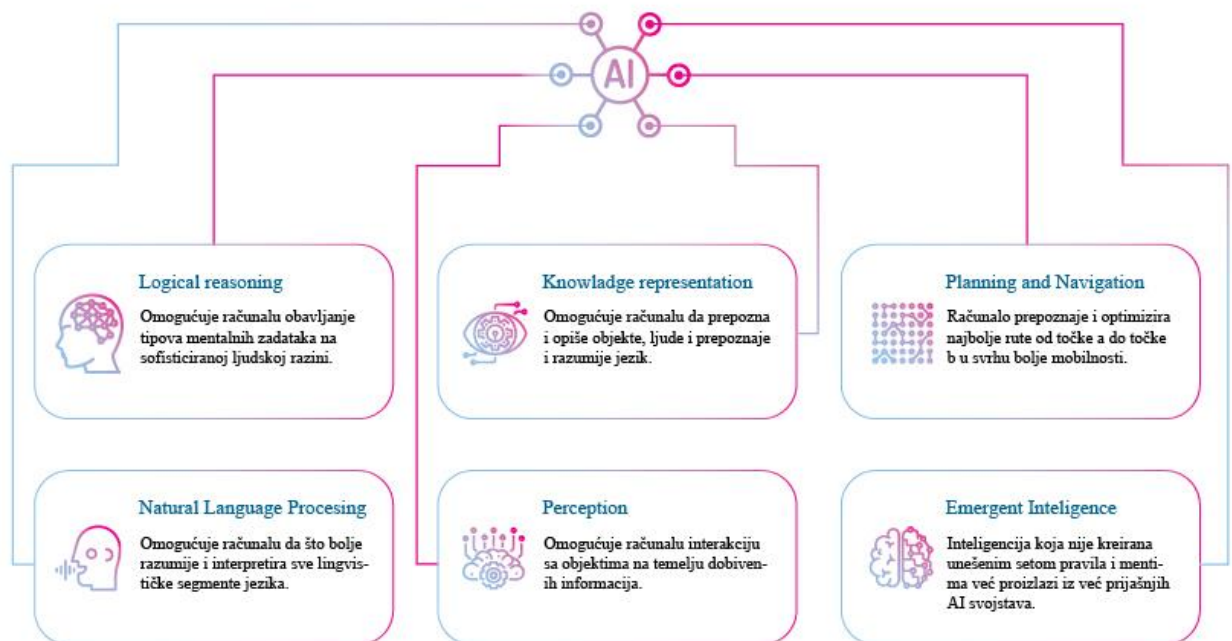 AI
Logical reasoning
Omogućuje računalu obavljanje
tipova mentalnih zadataka na
sofisticiranoj ljudskoj razini.
Knowladge representation
Omogućuje računalu da prepozna
i opiše objekte, ljude i prepoznaje
i razumije jezik.
Planning and Navigation
Računalo prepoznaje i optimizira
najbolje rute od točke a do točke
b u svrhu bolje mobilnosti.
Natural Language Procesing
Omogućuje računalu da što bolje
razumije i interpretira sve lingvis-
tičke segmente jezika.
Perception
Omogućuje računalu interakciju
sa objektima na temelju dobiven-
ih informacija.
Emergent Inteligence
Inteligencija koja nije kreirana
unešenim setom pravila i menti-
ma već proizlazi iz već prijašnjih
AI svojstava.